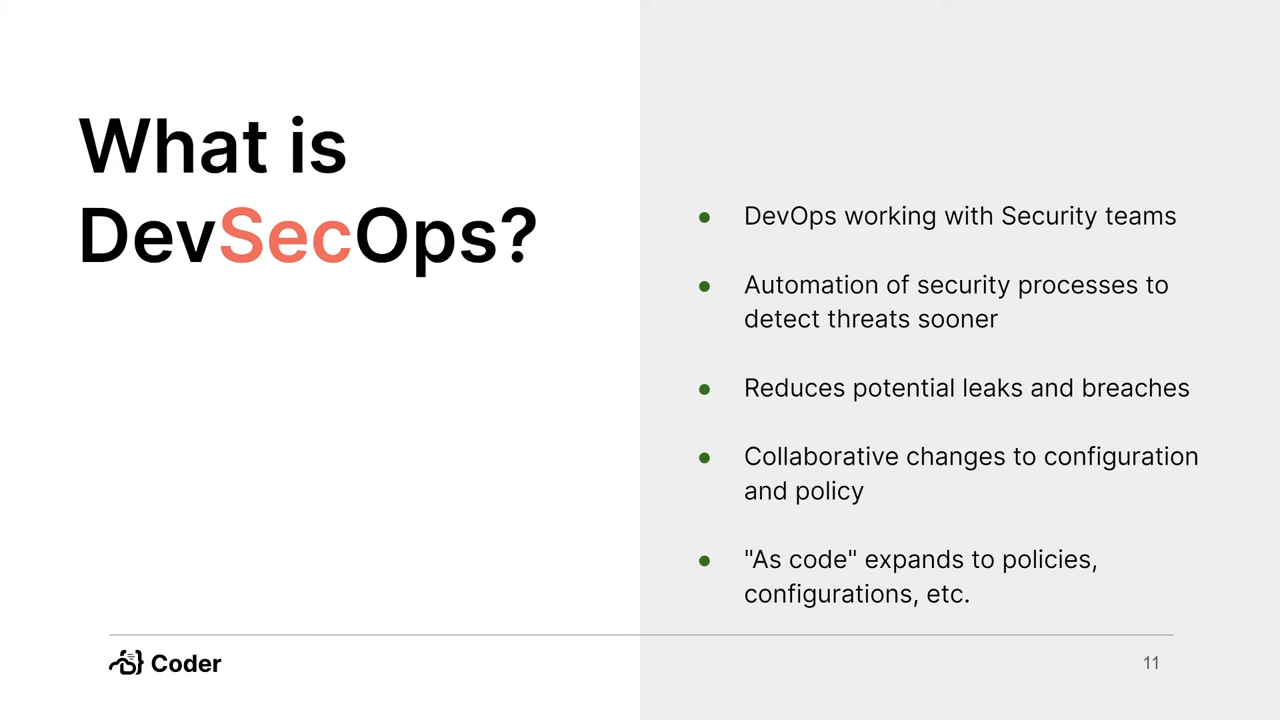 What is
DevSecOps?
● DevOps working with Security teams
● Automation of security processes to
detect threats sooner
● Reduces potential leaks and breaches
● Collaborative changes to configuration
and policy
● "As code" expands to policies,
configurations, etc.
Coder
11